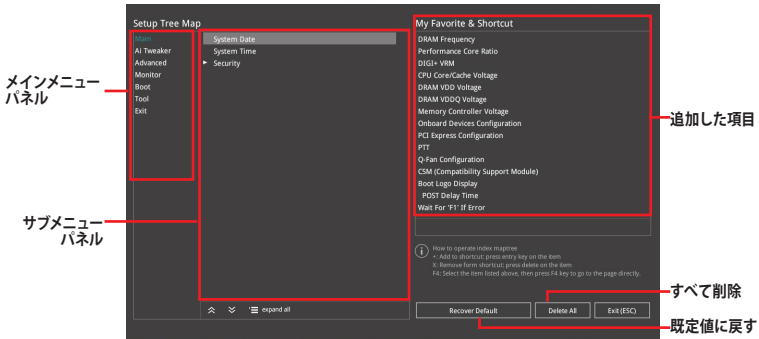 Setup Tree Map
Main
Ai Tweaker
Advanced
Monitor
Boot
Tool
Exit
System Date
System Time
Security
expand all
My Favorite & Shortcut
DRAM Frequency
Performance Core Ratio
DIGI+ VRM
CPU Core/Cache Voltage
DRAM VDD Voltage
DRAM VDDQ Voltage
Memory Controller Voltage
Onboard Devices Configuration
PCI Express Configuration
PTT
Q-Fan Configuration
CSM (Compatibility Support Module)
Boot Logo Display
POST Delay Time
Wait For 'F1' If Error
How to operate index maptree
+: Add to shortcut: press entry key on the item
X: Remove form shortcut: press delete on the item
F4: Select the item listed above, then press F4 key to go to the page directly.
Recover Default
Delete All
Exit (ESC)
メインメニュー
パネル
サブメニュー
パネル
追加した項目
すべて削除
既定値に戻す